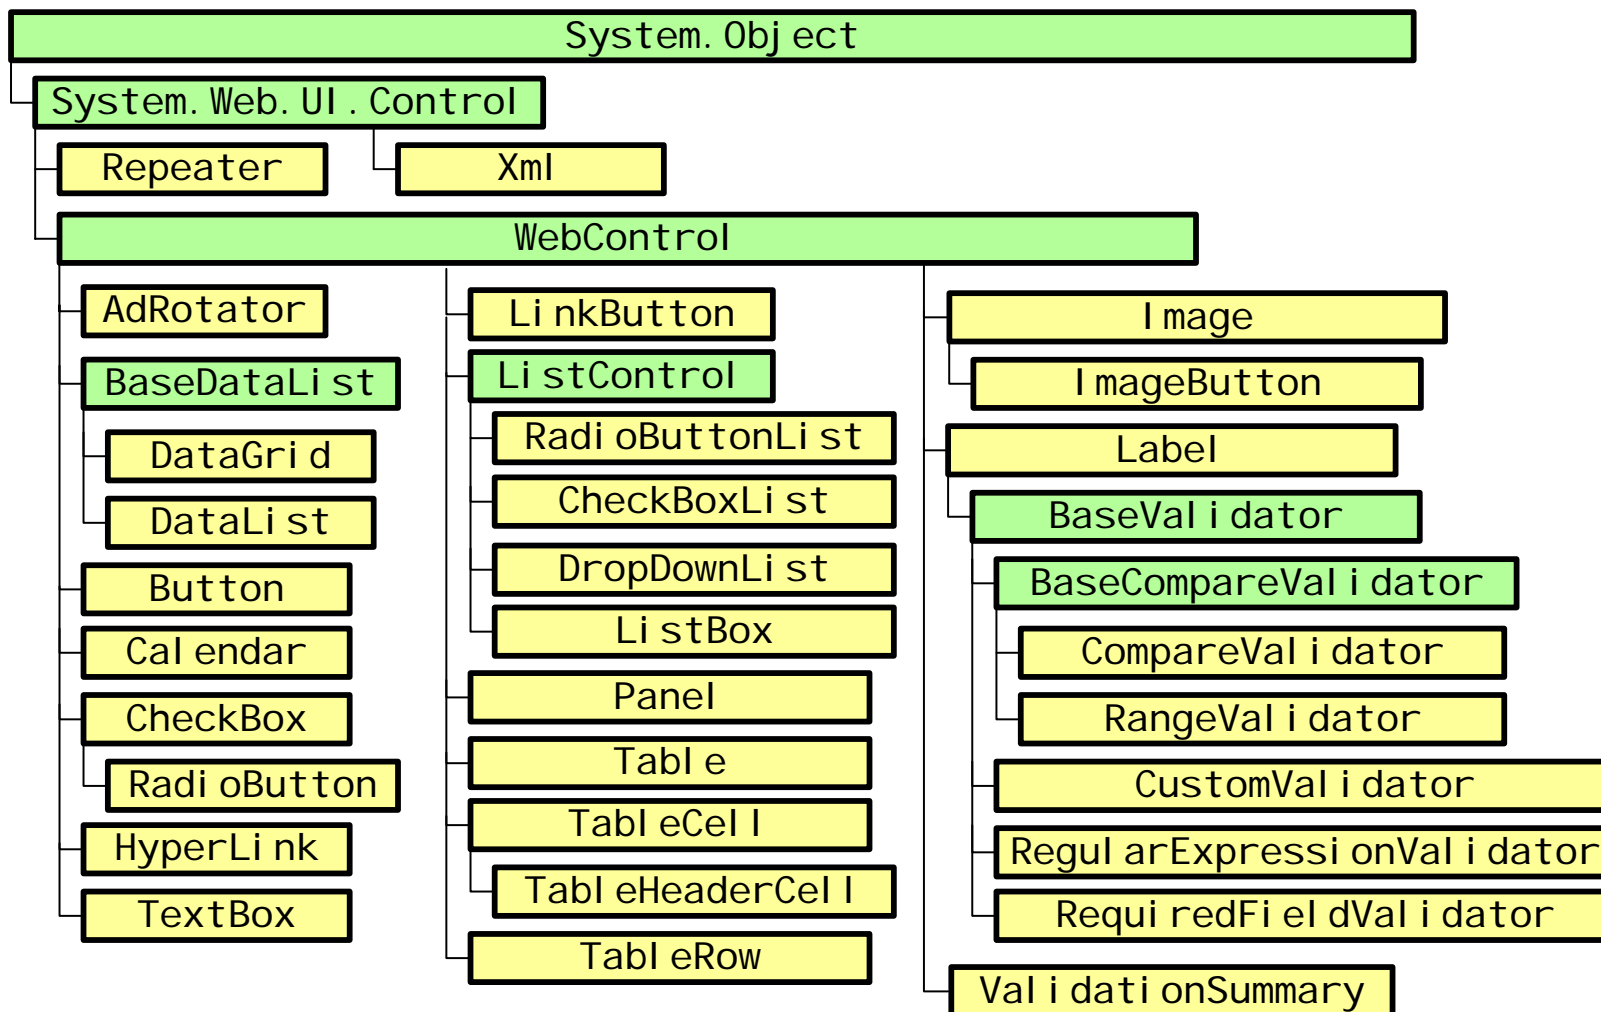 System.Object
System.Web.UI.Control
Repeater
Xml
WebControl
AdRotator
BaseDataList
DataGrid
DataList
Button
Calendar
CheckBox
RadioButton
HyperLink
TextBox
LinkButton
ListControl
RadioButtonList
CheckBoxList
DropDownList
ListBox
Panel
Table
TableCell
TableHeaderCell
TableRow
Image
ImageButton
Label
BaseValidator
BaseCompareValidator
CompareValidator
RangeValidator
CustomValidator
RegularExpressionValidator
RequiredFieldValidator
ValidationSummary